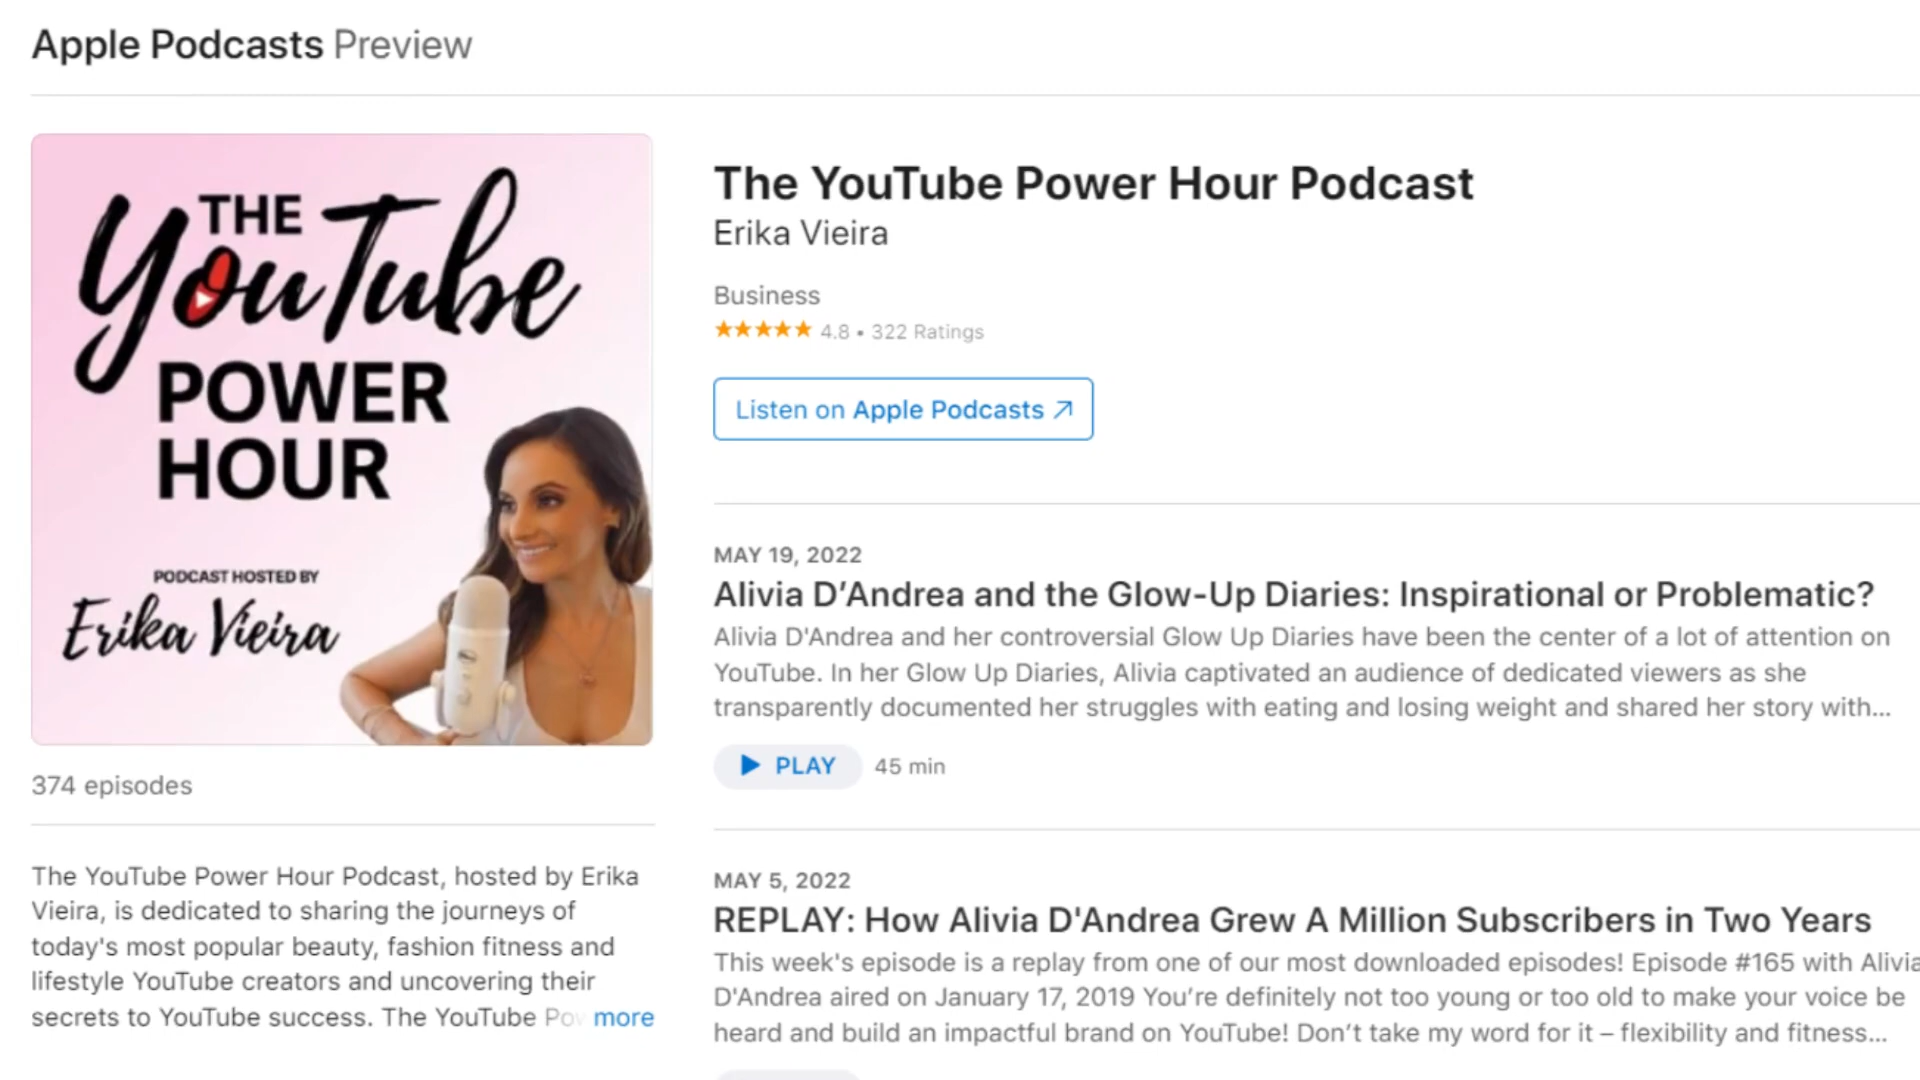 Apple Podcasts Preview
THE
YouTube
POWER
HOUR
PODCAST HOSTED BY
Erika Vieira
374 episodes
The YouTube Power Hour Podcast, hosted by Erika
Vieira, is dedicated to sharing the journeys of
today's most popular beauty, fashion fitness and
lifestyle YouTube creators and uncovering their
secrets to YouTube success. The YouTube Pow more
The YouTube Power Hour Podcast
Erika Vieira
Business
★★★★★ 4.8 • 322 Ratings
Listen on Apple Podcasts ↗
MAY 19, 2022
Alivia D’Andrea and the Glow-Up Diaries: Inspirational or Problematic?
Alivia D'Andrea and her controversial Glow Up Diaries have been the center of a lot of attention on
YouTube. In her Glow Up Diaries, Alivia captivated an audience of dedicated viewers as she
transparently documented her struggles with eating and losing weight and shared her story with...
PLAY 45 min
MAY 5, 2022
REPLAY: How Alivia D'Andrea Grew A Million Subscribers in Two Years
This week's episode is a replay from one of our most downloaded episodes! Episode #165 with Alivia
D'Andrea aired on January 17, 2019 You’re definitely not too young or too old to make your voice be
heard and build an impactful brand on YouTube! Don’t take my word for it – flexibility and fitness...